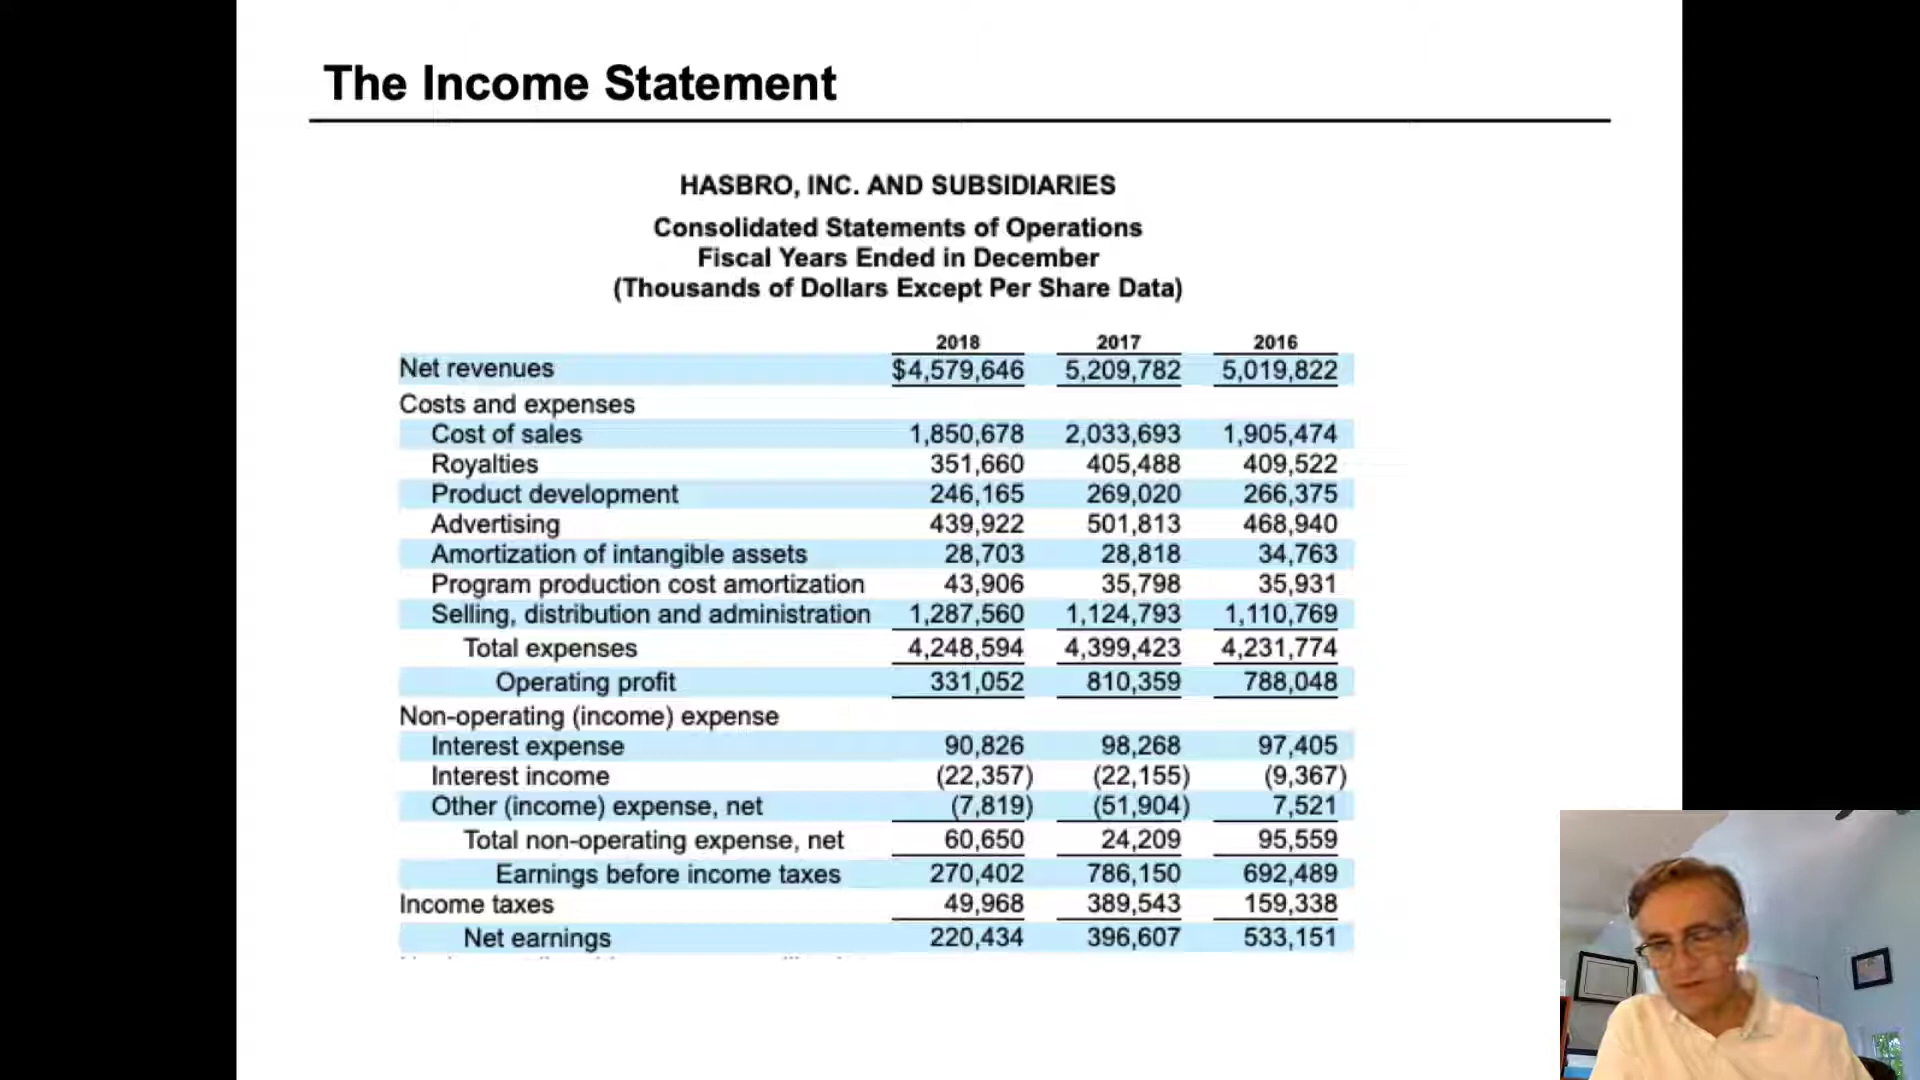 The Income Statement
HASBRO, INC. AND SUBSIDIARIES
Consolidated Statements of Operations
Fiscal Years Ended in December
(Thousands of Dollars Except Per Share Data)
2018 2017 2016
Net revenues $4,579,646 5,209,782 5,019,822
Costs and expenses
Cost of sales 1,850,678 2,033,693 1,905,474
Royalties 351,660 405,488 409,522
Product development 246,165 269,020 266,375
Advertising 439,922 501,813 468,940
Amortization of intangible assets 28,703 28,818 34,763
Program production cost amortization 43,906 35,798 35,931
Selling, distribution and administration 1,287,560 1,124,793 1,110,769
Total expenses 4,248,594 4,399,423 4,231,774
Operating profit 331,052 810,359 788,048
Non-operating (income) expense
Interest expense 90,826 98,268 97,405
Interest income (22,357) (22,155) (9,367)
Other (income) expense, net (7,819) (51,904) 7,521
Total non-operating expense, net 60,650 24,209 95,559
Earnings before income taxes 270,402 786,150 692,489
Income taxes 49,968 389,543 159,338
Net earnings 220,434 396,607 533,151